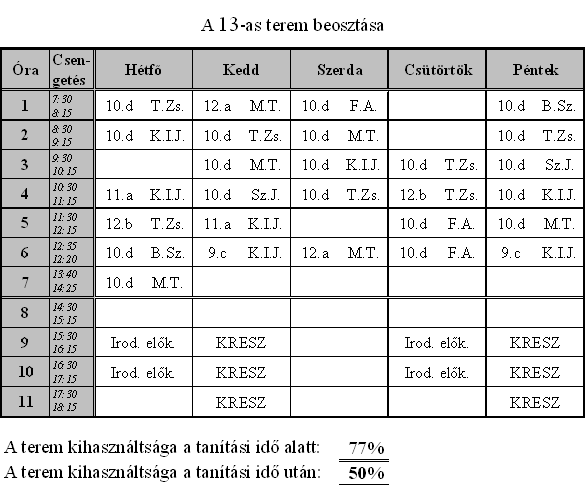 A 13-as terem beosztása
Óra Csen-getés Hétfő Kedd Szerda Csütörtök Péntek
1 7:30 8:15 10.d T.Zs. 12.a M.T. 10.d F.A. 10.d B.Sz.
2 8:30 9:15 10.d K.I.J. 10.d T.Zs. 10.d M.T. 10.d T.Zs.
3 9:30 10:15 10.d M.T. 10.d K.I.J. 10.d T.Zs. 10.d Sz.J.
4 10:30 11:15 11.a K.I.J. 10.d Sz.J. 10.d T.Zs. 12.b T.Zs. 10.d K.I.J.
5 11:30 12:15 12.b T.Zs. 11.a K.I.J. 10.d F.A. 10.d M.T.
6 12:35 12:20 10.d B.Sz. 9.c K.I.J. 12.a M.T. 10.d F.A. 9.c K.I.J.
7 13:40 14:25 10.d M.T.
8 14:30 15:15
9 15:30 16:15 Irod. elők. KRESZ Irod. elők. KRESZ
10 16:30 17:15 Irod. elők. KRESZ Irod. elők. KRESZ
11 17:30 18:15 KRESZ KRESZ
A terem kihasználtsága a tanítási idő alatt: 77%
A terem kihasználtsága a tanítási idő után: 50%